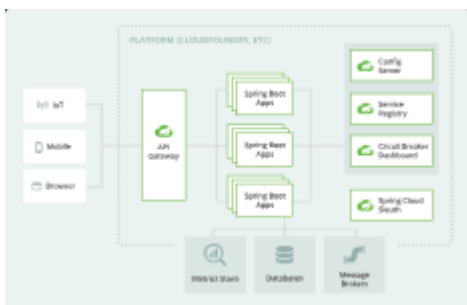 PLATFORM (CLOUDFOUNDRY, ETC)
IoT
Mobile
Browser
API
Gateway
Spring Boot
Apps
Spring Boot
Apps
Spring Boot
Apps
Config
Server
Service
Registry
Circuit Breaker
Dashboard
Spring Cloud
Sleuth
Metrics Store
Databases
Message
Brokers